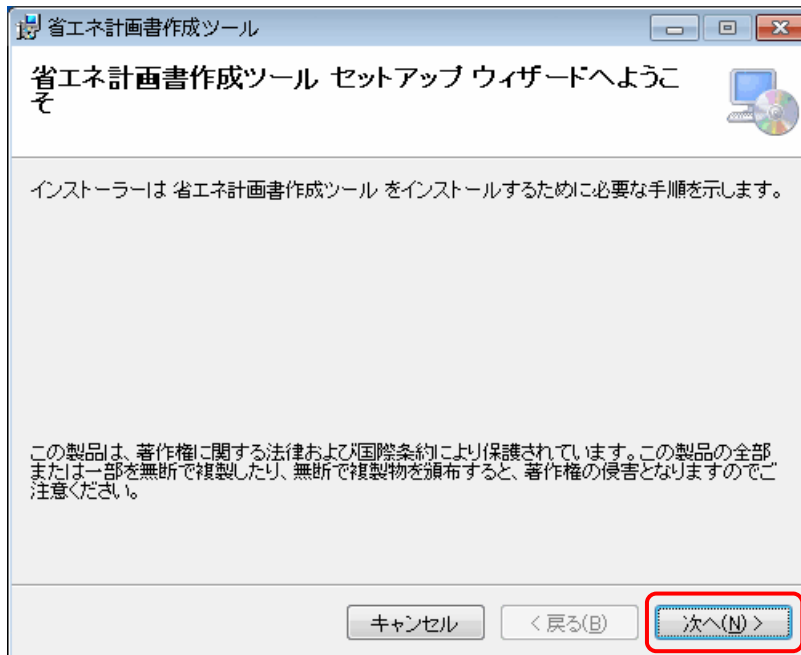 省エネ計画書作成ツール
省エネ計画書作成ツール セットアップ ウィザードへようこ
そ
インストーラーは 省エネ計画書作成ツール をインストールするために必要な手順を示します。
この製品は、著作権に関する法律および国際条約により保護されています。この製品の全部
または一部を無断で複製したり、無断で複製物を頒布すると、著作権の侵害となりますのでご
注意ください。
キャンセル < 戻る(B) 次へ(N) >